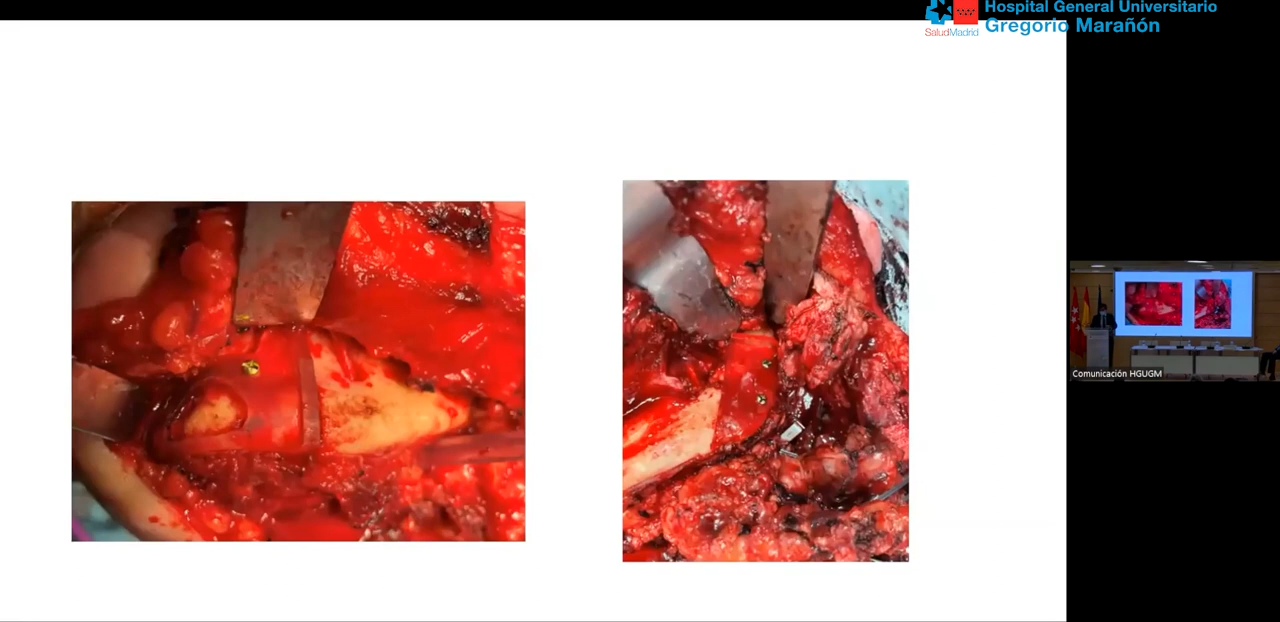 Hospital General Universitario
Gregorio Marañón
SaludMadrid
Comunicación HGUGM